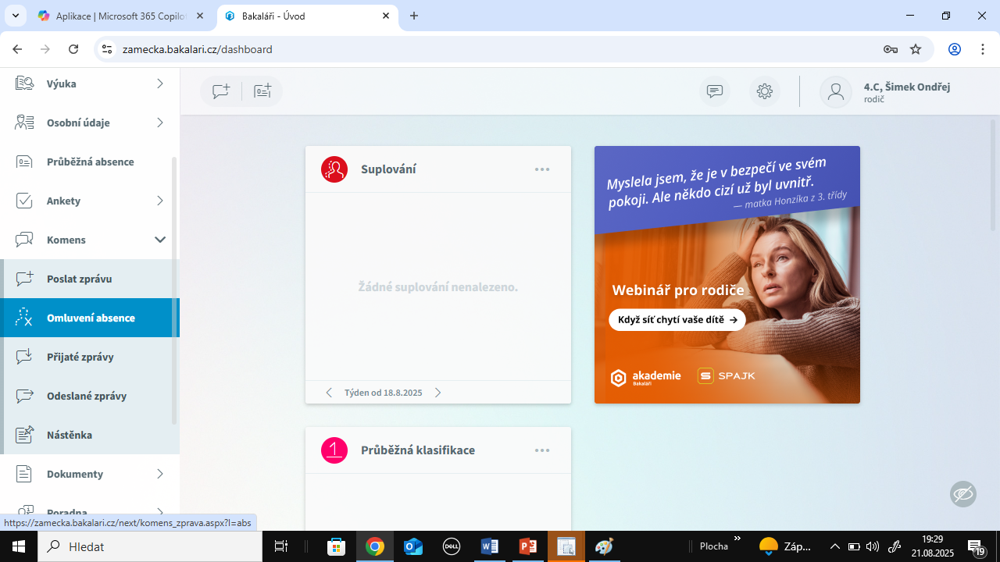 Aplikace | Microsoft 365 Copilot
Bakaláři - Úvod
zamecka.bakalari.cz/dashboard
Výuka
Osobní údaje
Průběžná absence
Ankety
Komens
Poslat zprávu
Omluvení absence
Přijaté zprávy
Odeslané zprávy
Nástěnka
Dokumenty
Poradna
https://zamecka.bakalari.cz/next/komens_zprava.aspx?l=abs
4.C, Šimek Ondřej
rodič
Suplování
Žádné suplování nenalezeno.
Týden od 18.8.2025
Myslela jsem, že je v bezpečí ve svém
pokoji. Ale někdo cizí už byl uvnitř.
— matka Honzíka z 3. třídy
Webinář pro rodiče
Když síť chytí vaše dítě →
akademie
Bakaláři
S SPAJK
1 Průběžná klasifikace
Hledat
DELL
Plocha
Záp...
19:29
21.08.2025
19